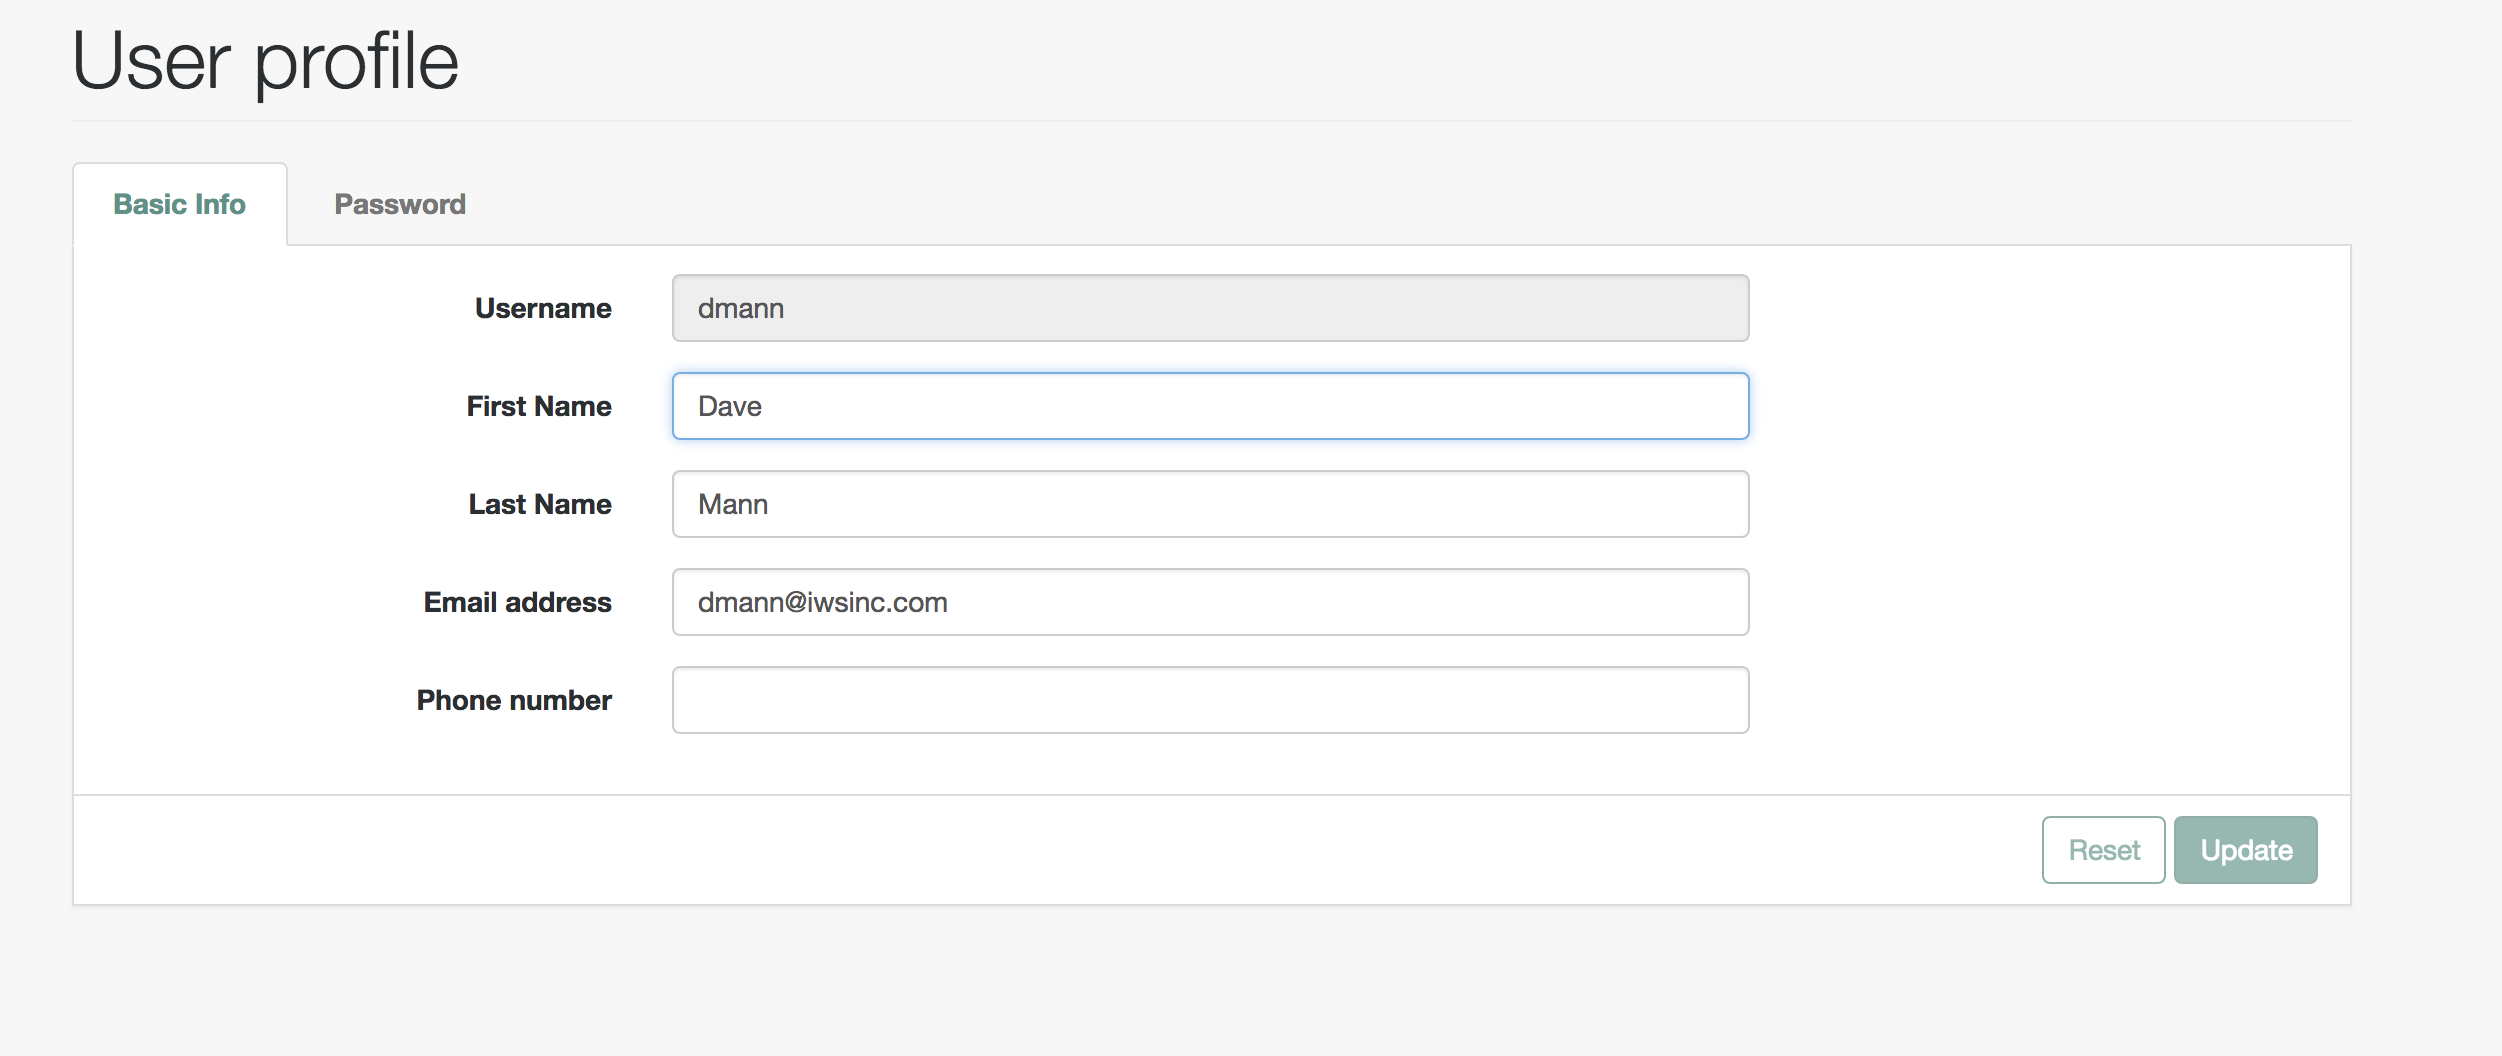 User profile
Basic Info Password
Username dmann
First Name Dave
Last Name Mann
Email address dmann@iwsinc.com
Phone number
Reset Update